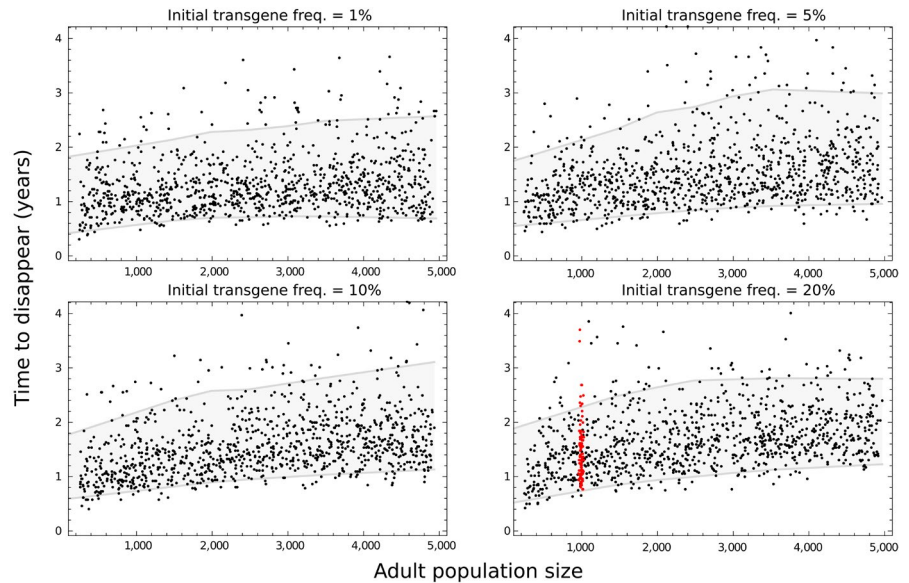 Initial transgene freq. = 1%
Initial transgene freq. = 5%
4
3
2
1
0
4
3
2
1
0
1,000 2,000 3,000 4,000 5,000
1,000 2,000 3,000 4,000 5,000
Time to disappear (years)
Initial transgene freq. = 10%
Initial transgene freq. = 20%
4
3
2
1
0
4
3
2
1
0
1,000 2,000 3,000 4,000 5,000
1,000 2,000 3,000 4,000 5,000
Adult population size